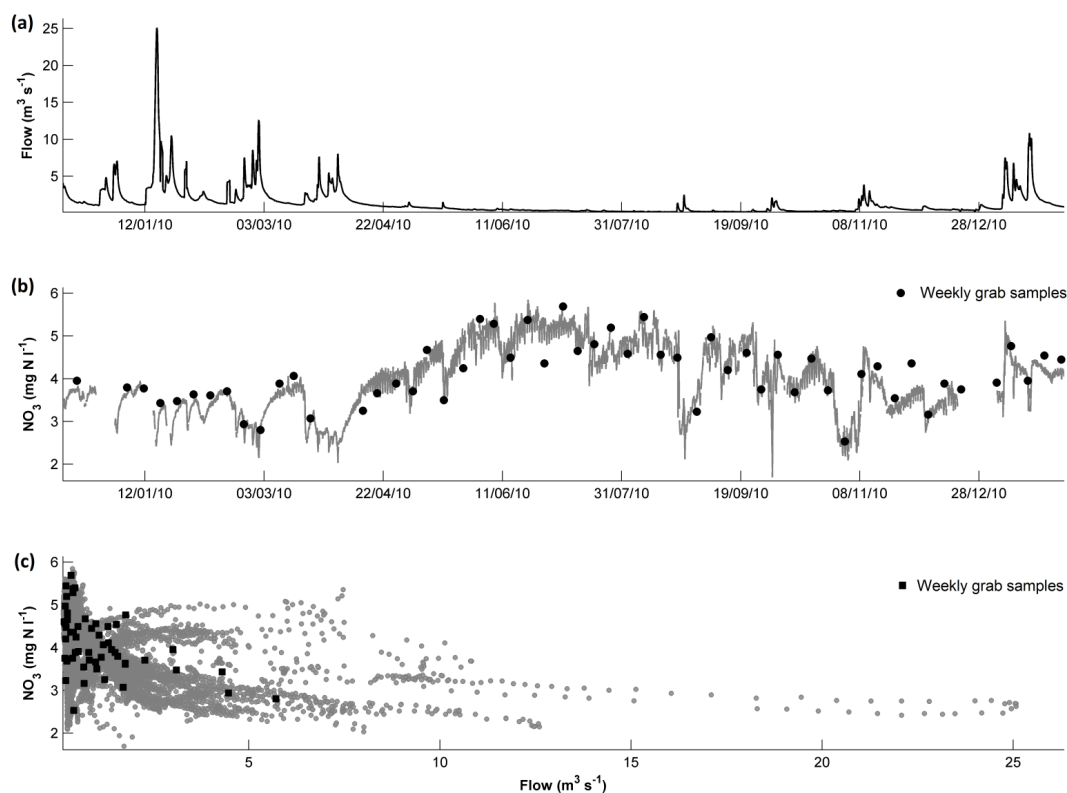 (a)
25
20
15
10
5
Flow (m³ s⁻¹)
12/01/10 03/03/10 22/04/10 11/06/10 31/07/10 19/09/10 08/11/10 28/12/10
(b)
Weekly grab samples
6
5
4
3
2
NO₃ (mg N l⁻¹)
12/01/10 03/03/10 22/04/10 11/06/10 31/07/10 19/09/10 08/11/10 28/12/10
(c)
Weekly grab samples
6
5
4
3
2
NO₃ (mg N l⁻¹)
5 10 15 20 25
Flow (m³ s⁻¹)